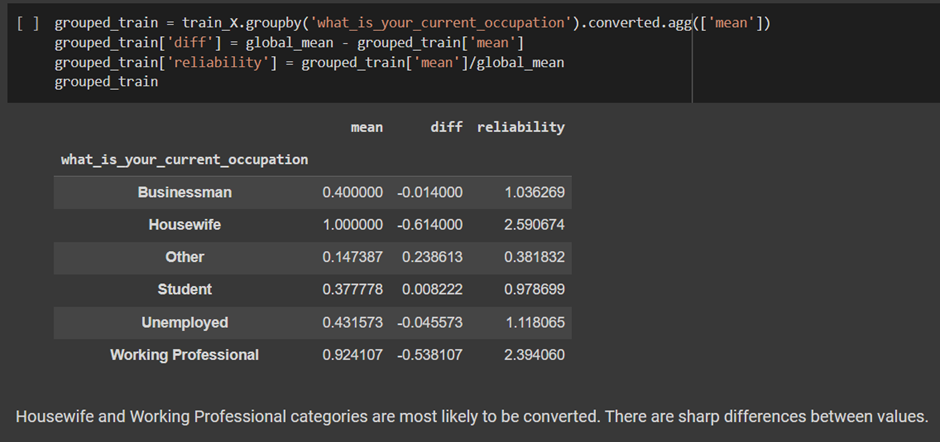 [ ] grouped_train = train_X.groupby('what_is_your_current_occupation').converted.agg(['mean'])
grouped_train['diff'] = global_mean - grouped_train['mean']
grouped_train['reliability'] = grouped_train['mean']/global_mean
grouped_train
mean diff reliability
what_is_your_current_occupation
Businessman 0.400000 -0.014000 1.036269
Housewife 1.000000 -0.614000 2.590674
Other 0.147387 0.238613 0.381832
Student 0.377778 0.008222 0.978699
Unemployed 0.431573 -0.045573 1.118065
Working Professional 0.924107 -0.538107 2.394060
Housewife and Working Professional categories are most likely to be converted. There are sharp differences between values.